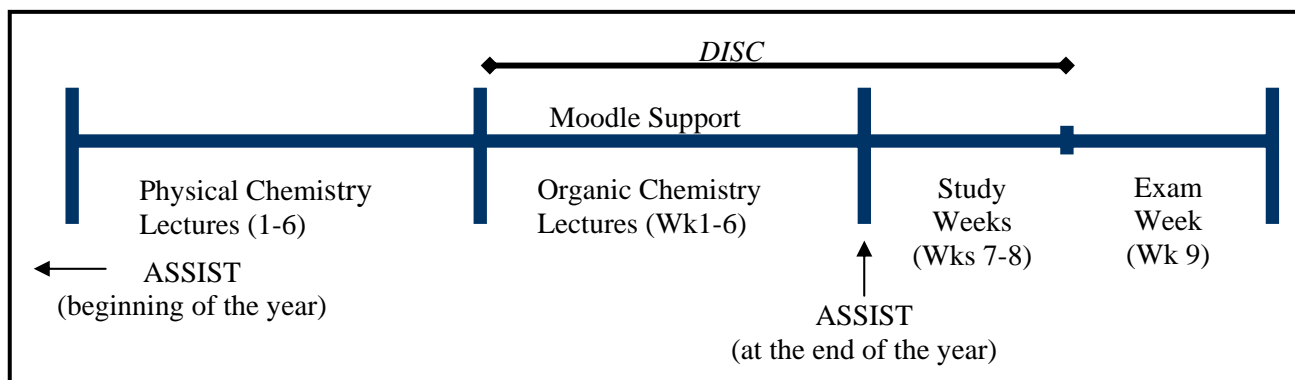 DISC
Moodle Support
Physical Chemistry
Lectures (1-6)
Organic Chemistry
Lectures (Wk1-6)
Study
Weeks
(Wks 7-8)
Exam
Week
(Wk 9)
ASSIST
(beginning of the year)
ASSIST
(at the end of the year)